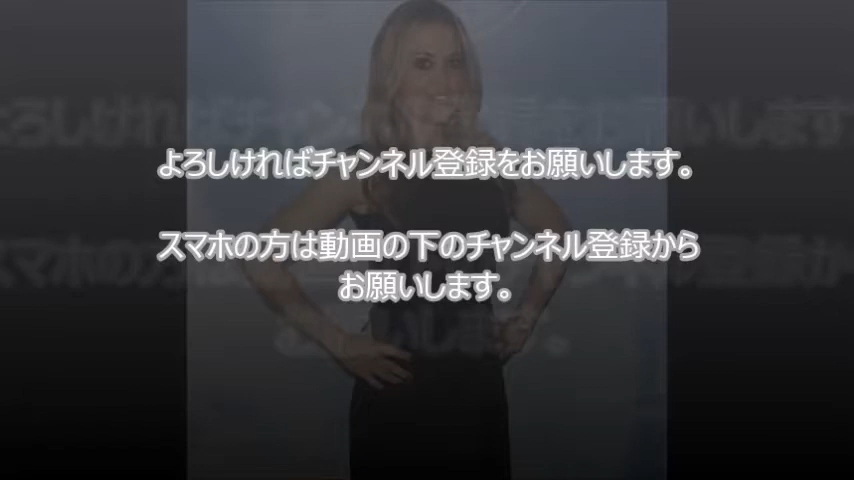 よろしければチャンネル登録をお願いします。
スマホの方は動画の下のチャンネル登録から
お願いします。